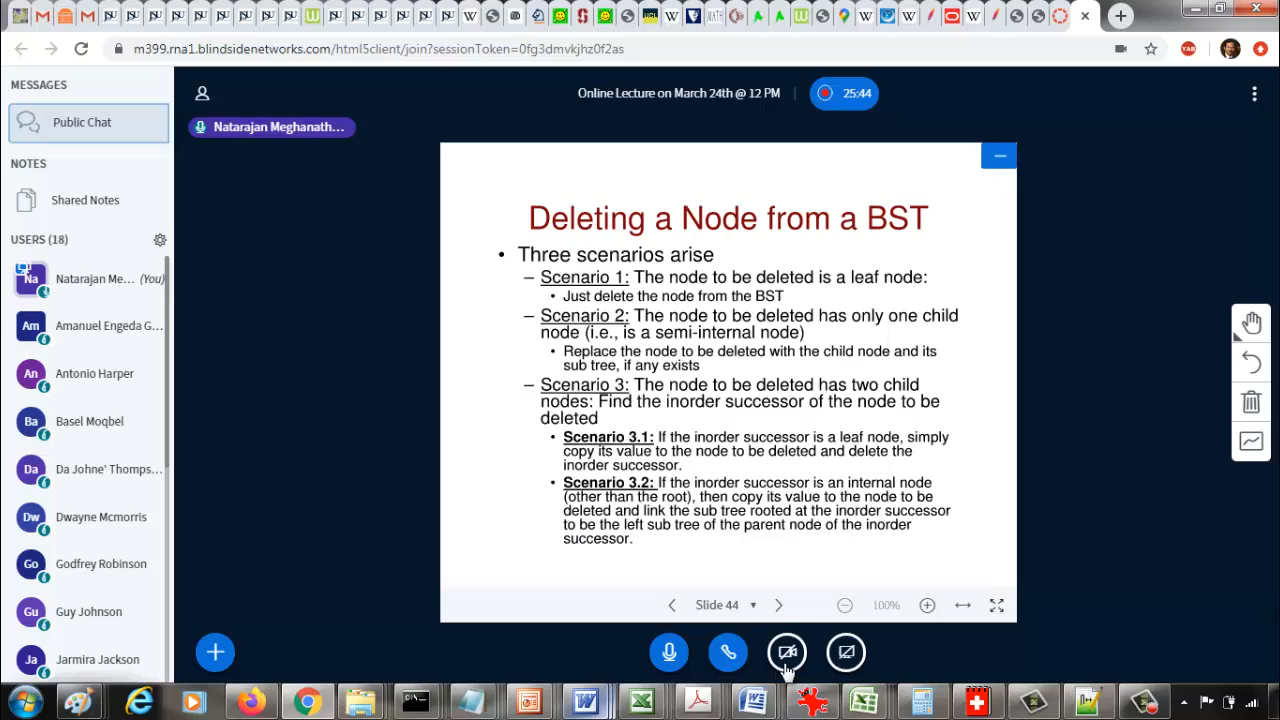 m399.rna1.blindsidenetworks.com/html5client/join?sessionToken=0fg3dmvkjhz0f2as
MESSAGES
Public Chat
NOTES
Shared Notes
USERS (18)
Na
Natarajan Me... (You)
Am
Amanuel Engeda G...
An
Antonio Harper
Ba
Basel Moqbel
Da
Da Johne' Thomps...
Dw
Dwayne Mcmorris
Go
Godfrey Robinson
Gu
Guy Johnson
Ja
Jarmira Jackson
Online Lecture on March 24th @ 12 PM
25:44
Natarajan Meghanath...
Deleting a Node from a BST
• Three scenarios arise
– Scenario 1: The node to be deleted is a leaf node:
• Just delete the node from the BST
– Scenario 2: The node to be deleted has only one child
node (i.e., is a semi-internal node)
• Replace the node to be deleted with the child node and its
sub tree, if any exists
– Scenario 3: The node to be deleted has two child
nodes: Find the inorder successor of the node to be
deleted
• Scenario 3.1: If the inorder successor is a leaf node, simply
copy its value to the node to be deleted and delete the
inorder successor.
• Scenario 3.2: If the inorder successor is an internal node
(other than the root), then copy its value to the node to be
deleted and link the sub tree rooted at the inorder successor
to be the left sub tree of the parent node of the inorder
successor.
Slide 44
100%